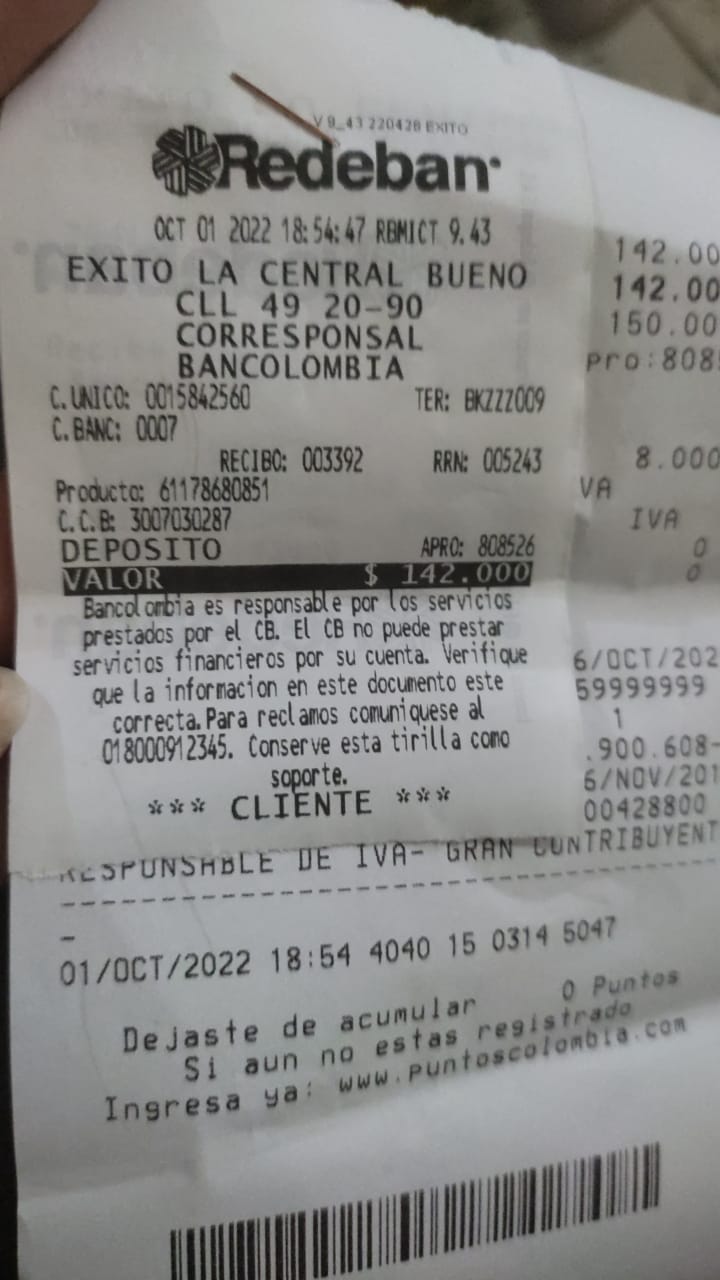 V 9_43 220428 EXITO
Redeban
OCT 01 2022 18:54:47 RBMICT 9.43
EXITO LA CENTRAL BUENO
CLL 49 20-90
CORRESPONSAL
BANCOLOMBIA
C.UNICO: 0015842560 TER: BKZZZ009
C.BANC: 0007
RECIBO: 003392 RRN: 005243
Producto: 61178680851
C.C.B: 3007030287
DEPOSITO APRO: 808526
VALOR $ 142.000
Bancolombia es responsable por los servicios
prestados por el CB. El CB no puede prestar
servicios financieros por su cuenta. Verifique
que la informacion en este documento este
correcta.Para reclamos comuniquese al
018000912345. Conserve esta tirilla como
soporte.
*** CLIENTE ***
142.00
142.00
150.00
pro:808
8.000
VA
IVA
0
0
6/OCT/202
59999999
1
.900.608-
6/NOV/201
00428800
RESPONSABLE DE IVA- GRAN CONTRIBUYENT
-
01/OCT/2022 18:54 4040 15 0314 5047
Dejaste de acumular 0 Puntos
Si aun no estas registrado
Ingresa ya: www.puntoscolombia.com